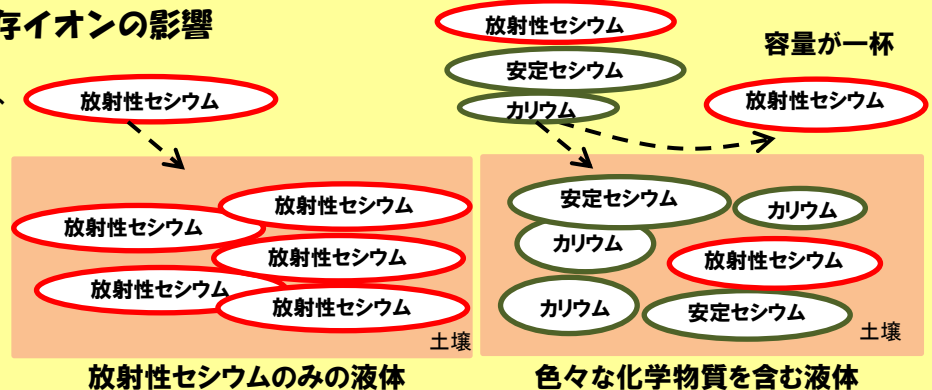 存イオンの影響
放射性セシウム
放射性セシウム
放射性セシウム
放射性セシウム
放射性セシウム
放射性セシウム
土壌
放射性セシウムのみの液体
放射性セシウム
安定セシウム
カリウム
容量が一杯
放射性セシウム
安定セシウム
カリウム
カリウム
放射性セシウム
カリウム
安定セシウム
土壌
色々な化学物質を含む液体